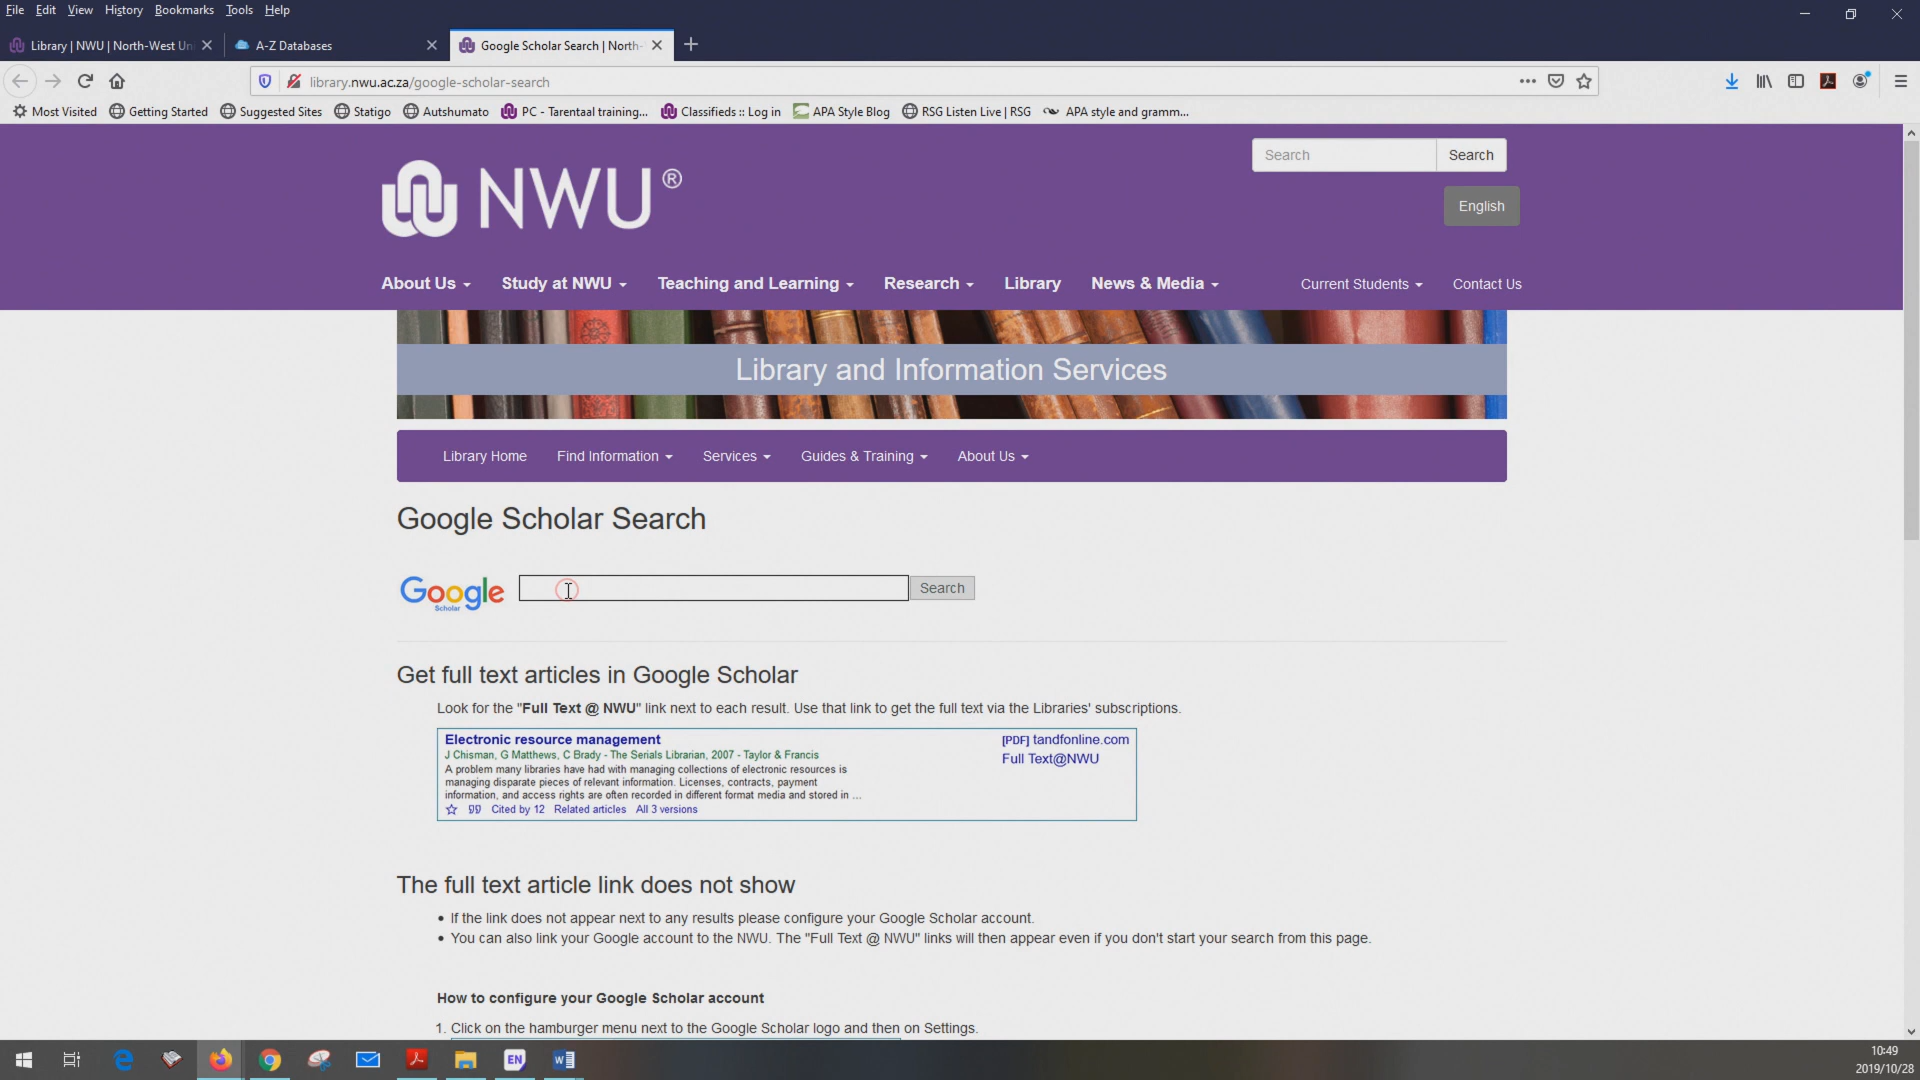 File Edit View History Bookmarks Tools Help
Library | NWU | North-West Un
A-Z Databases
Google Scholar Search | North-
library.nwu.ac.za/google-scholar-search
Most Visited Getting Started Suggested Sites Statigo Autshumato PC - Tarentaal training... Classifieds :: Log in APA Style Blog RSG Listen Live | RSG APA style and gramm...
Search Search
NWU®
English
About Us Study at NWU Teaching and Learning Research Library News & Media Current Students Contact Us
Library and Information Services
Library Home Find Information Services Guides & Training About Us
Google Scholar Search
Google Scholar Search
Get full text articles in Google Scholar
Look for the "Full Text @ NWU" link next to each result. Use that link to get the full text via the Libraries' subscriptions.
Electronic resource management [PDF] tandfonline.com
J Chisman, G Matthews, C Brady - The Serials Librarian, 2007 - Taylor & Francis Full Text@NWU
A problem many libraries have had with managing collections of electronic resources is
managing disparate pieces of relevant information. Licenses, contracts, payment
information, and access rights are often recorded in different format media and stored in ...
Cited by 12 Related articles All 3 versions
The full text article link does not show
• If the link does not appear next to any results please configure your Google Scholar account.
• You can also link your Google account to the NWU. The "Full Text @ NWU" links will then appear even if you don't start your search from this page.
How to configure your Google Scholar account
1. Click on the hamburger menu next to the Google Scholar logo and then on Settings.
EN
10:49
2019/10/28